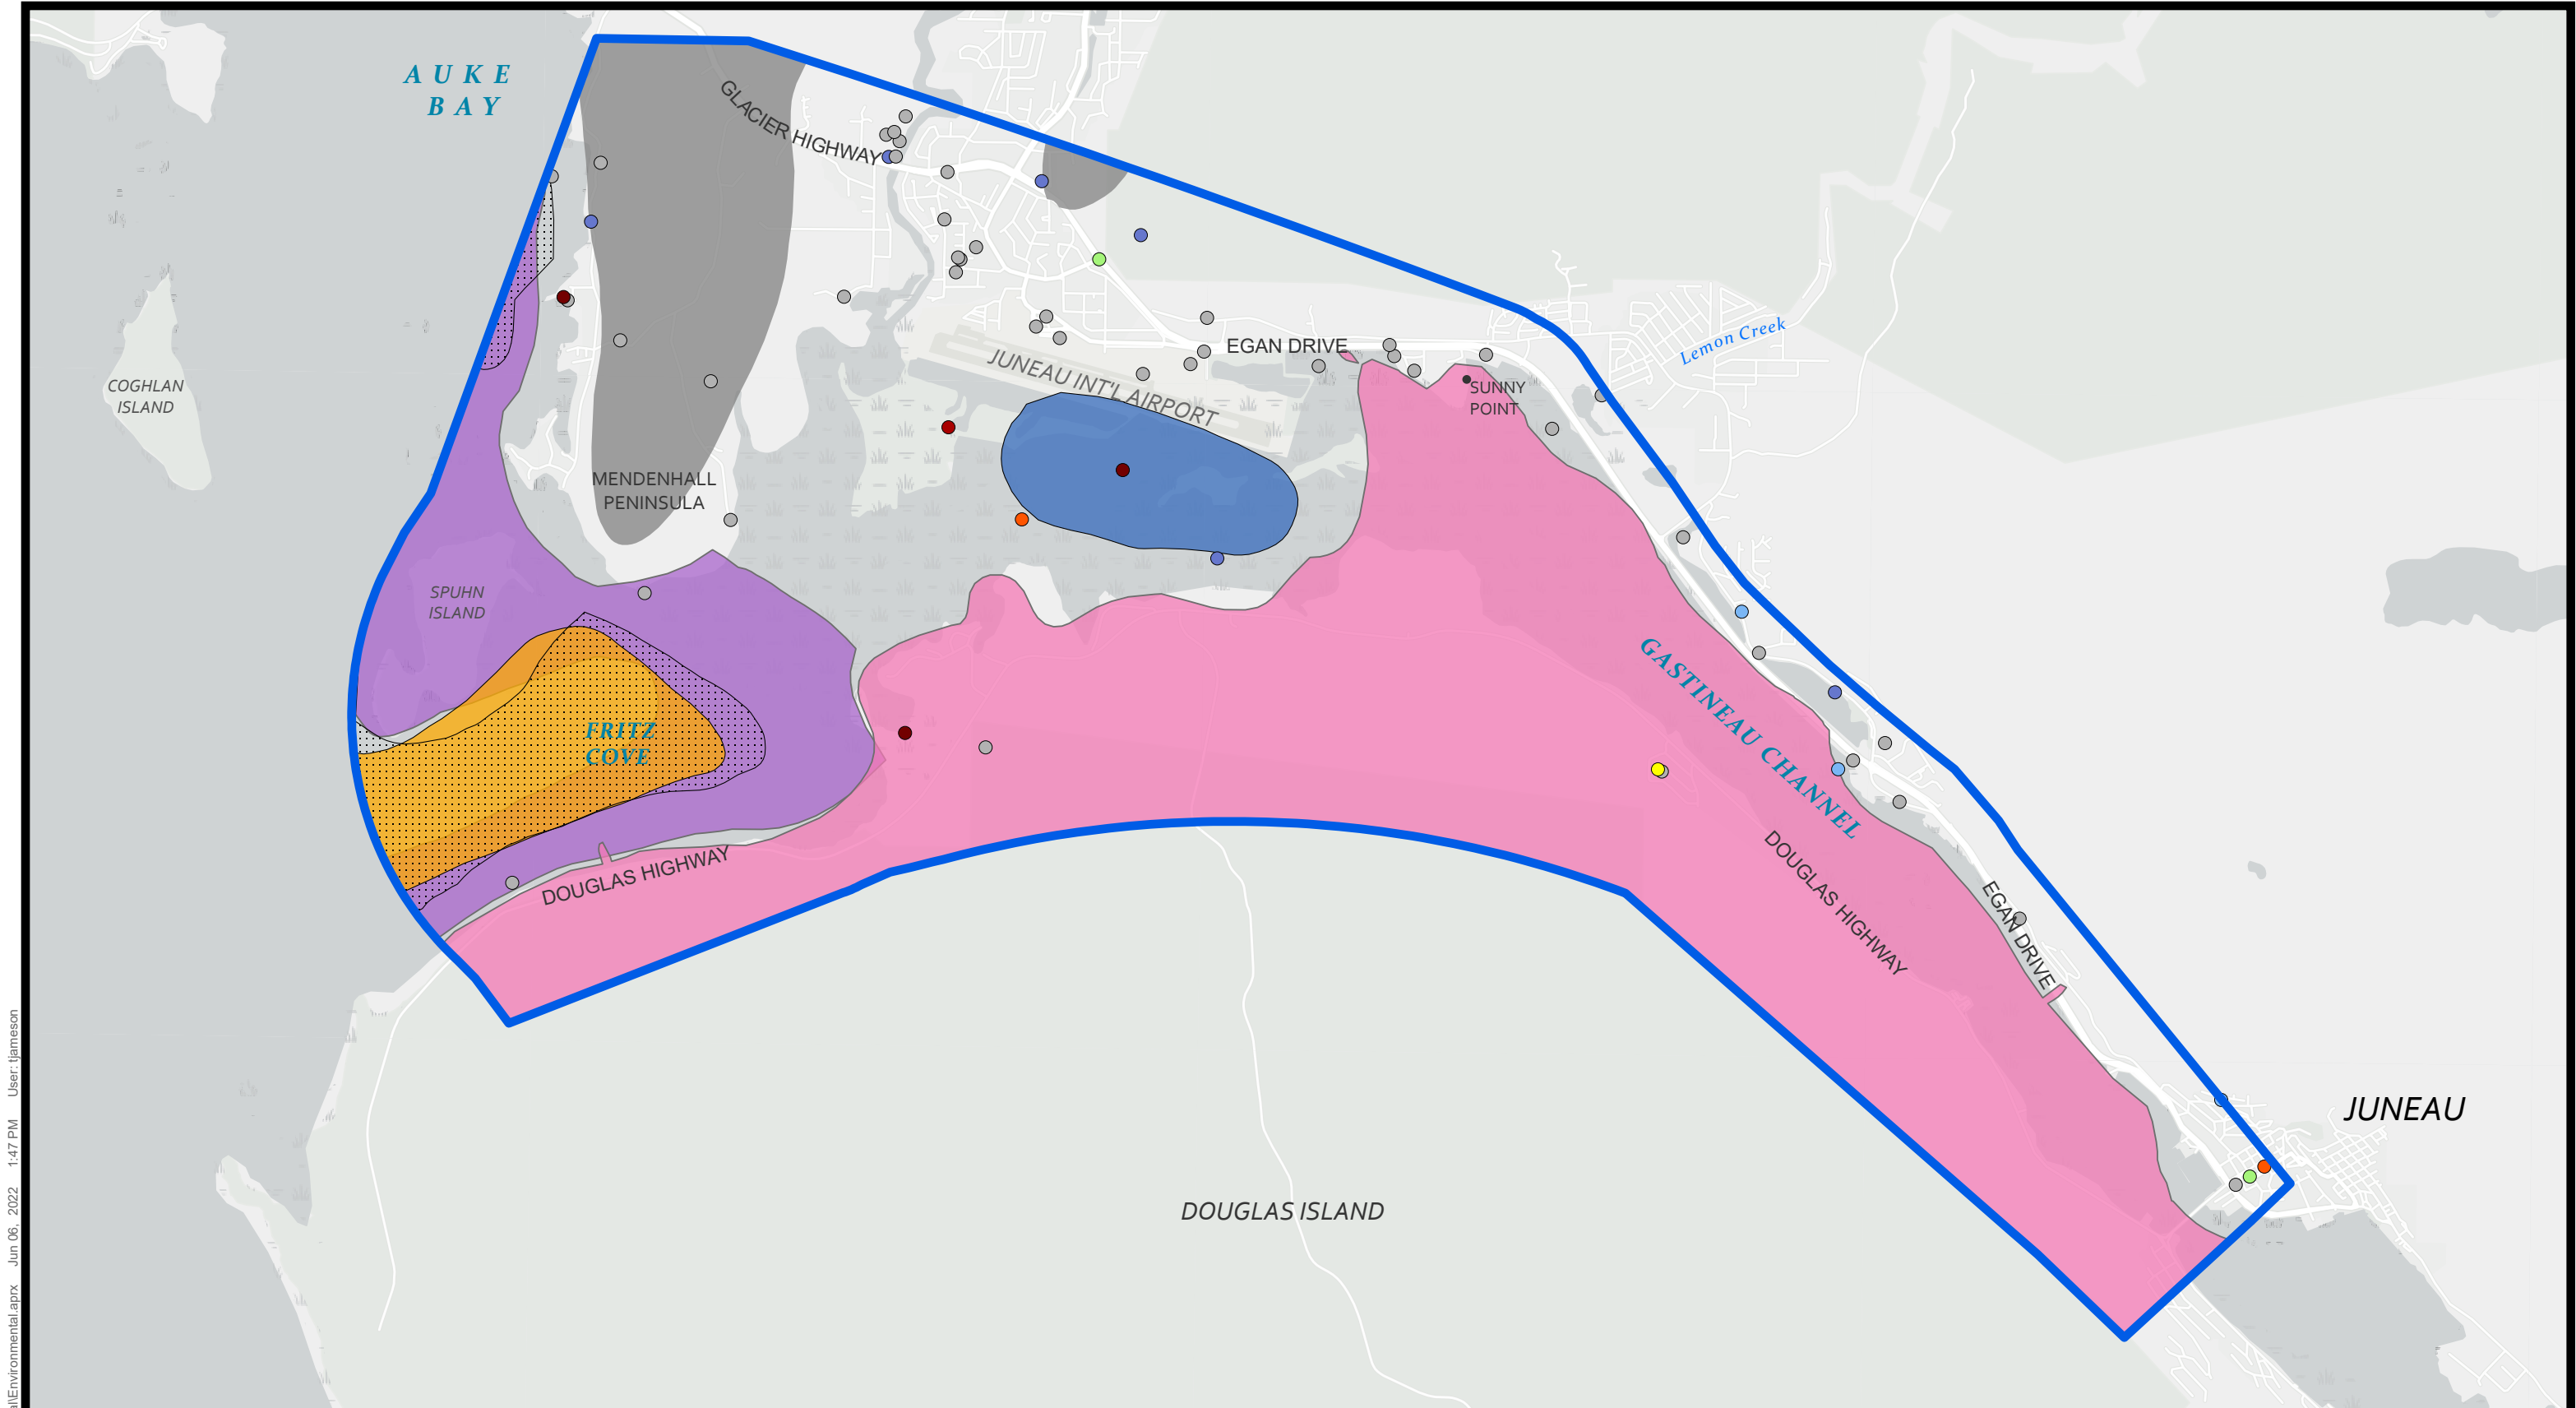 A U K E
B A Y
GLACIER HIGHWAY
Lemon Creek
EGAN DRIVE
JUNEAU INT'L AIRPORT
COGHLAN
ISLAND
SUNNY
POINT
MENDENHALL
PENINSULA
SPUHN
ISLAND
FRITZ
COVE
GASTINEAU CHANNEL
DOUGLAS HIGHWAY
DOUGLAS HIGHWAY
EGAN DRIVE
JUNEAU
DOUGLAS ISLAND
al\Environmental.aprx Jun 06, 2022 1:47 PM User: tjameson